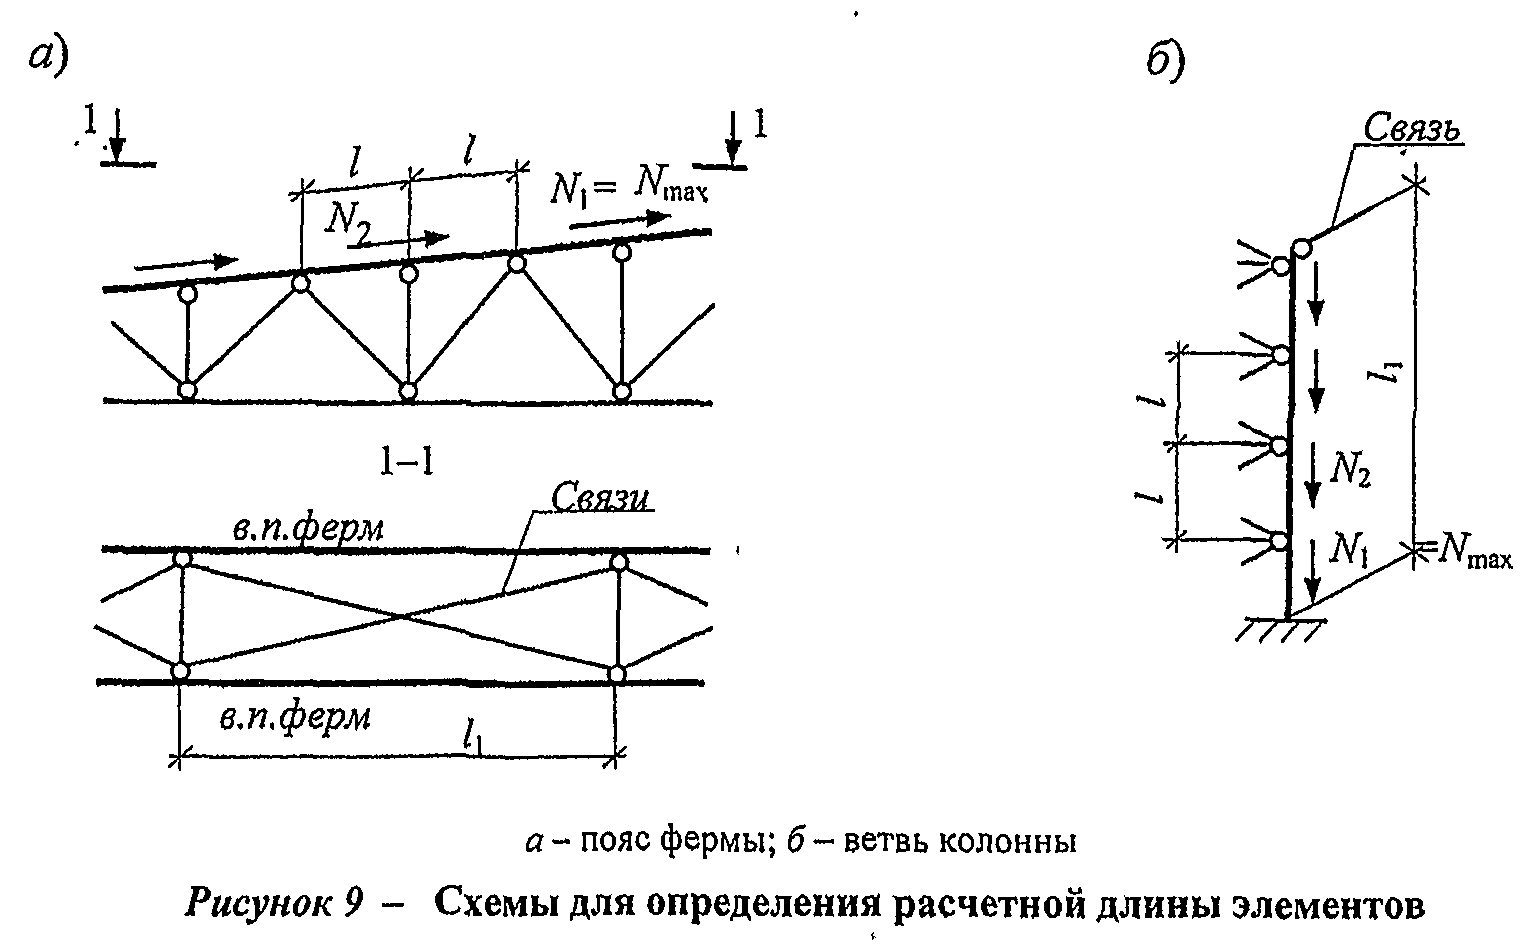 а)
1
1
l
l
N1 = Nmax
N2
1–1
Связи
в.п.ферм
в.п.ферм
l1
б)
Связь
l
l
l1
N2
N1
=Nmax
а – пояс фермы; б – ветвь колонны
Рисунок 9 – Схемы для определения расчетной длины элементов